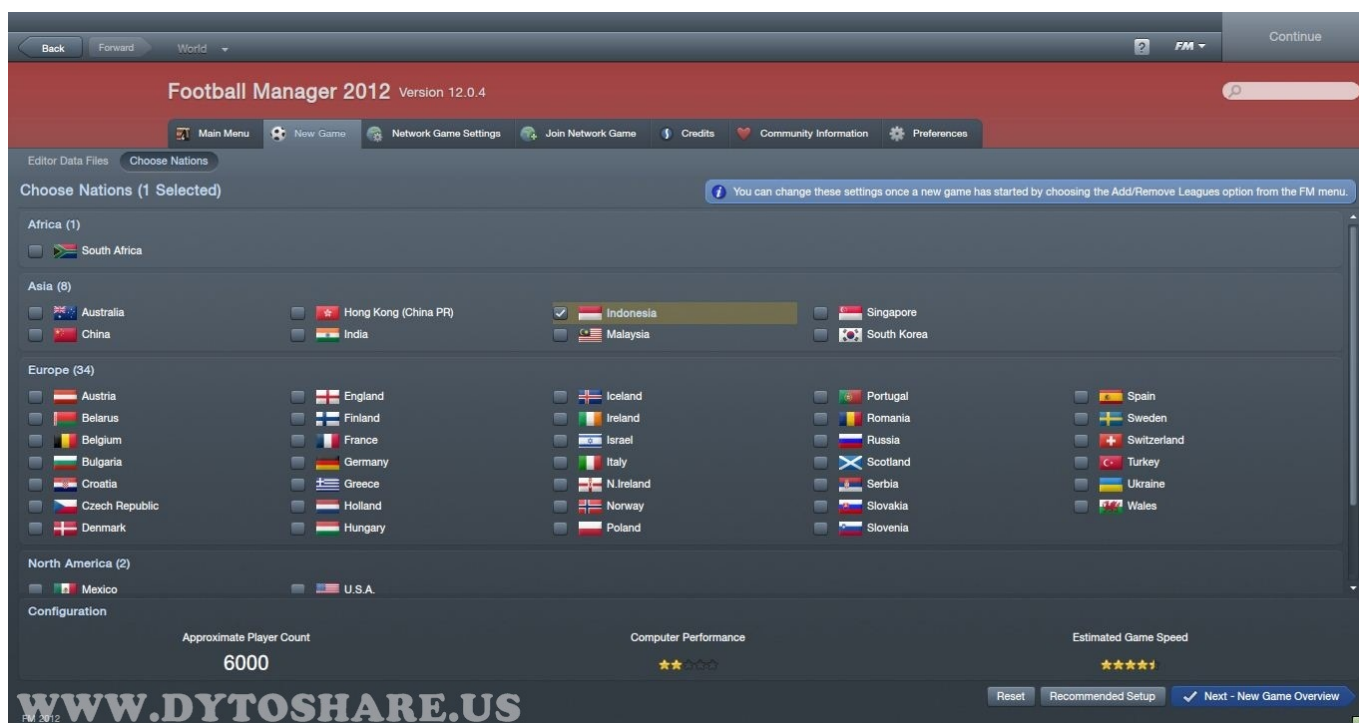 Back Forward World ? FM Continue
Football Manager 2012 Version 12.0.4
Main Menu New Game Network Game Settings Join Network Game Credits Community Information Preferences
Editor Data Files Choose Nations
Choose Nations (1 Selected) You can change these settings once a new game has started by choosing the Add/Remove Leagues option from the FM menu.
Africa (1)
South Africa
Asia (8)
Australia Hong Kong (China PR) Indonesia Singapore
China India Malaysia South Korea
Europe (34)
Austria England Iceland Portugal Spain
Belarus Finland Ireland Romania Sweden
Belgium France Israel Russia Switzerland
Bulgaria Germany Italy Scotland Turkey
Croatia Greece N.Ireland Serbia Ukraine
Czech Republic Holland Norway Slovakia Wales
Denmark Hungary Poland Slovenia
North America (2)
Mexico U.S.A.
Configuration
Approximate Player Count Computer Performance Estimated Game Speed
6000
Reset Recommended Setup Next - New Game Overview
WWW.DYTOSHARE.US
FM 2012